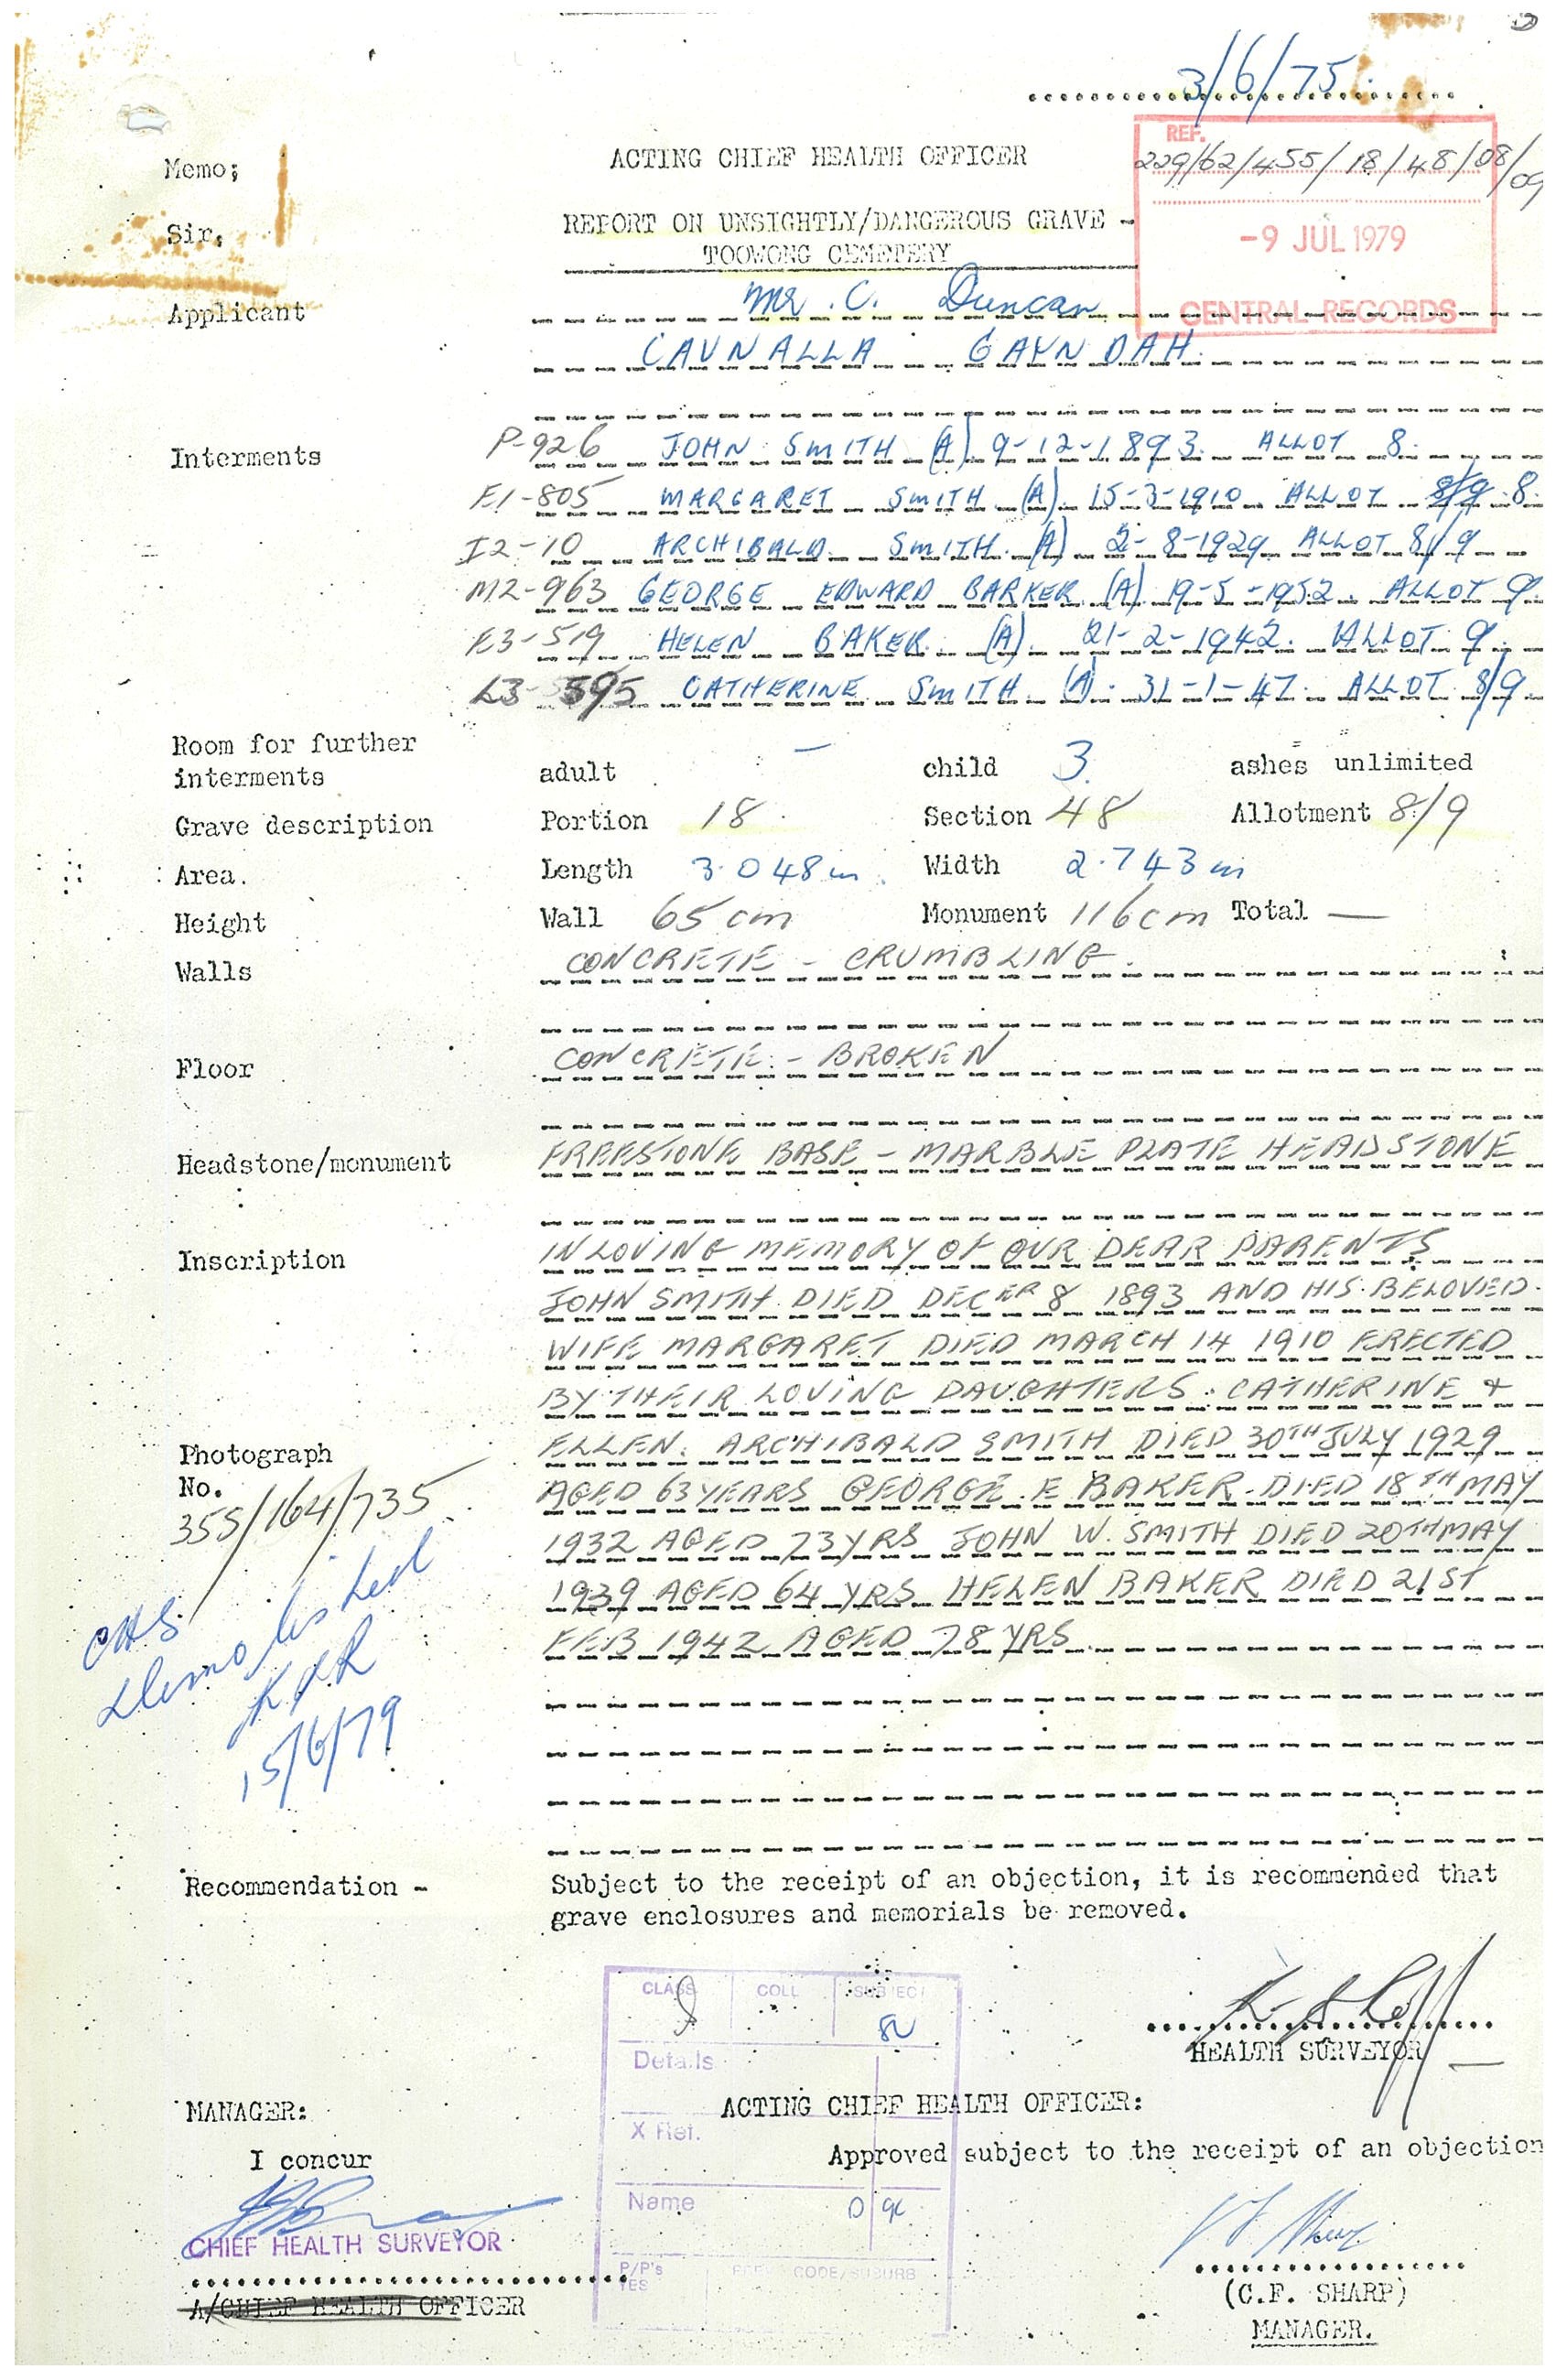 3/6/75
REF.
229/62/455/18/48/08/09
-9 JUL 1979
CENTRAL RECORDS
Memo;
ACTING CHIEF HEALTH OFFICER
Sir,
REPORT ON UNSIGHTLY/DANGEROUS GRAVE -
TOOWONG CEMETERY
Applicant Mr. C. Duncan
CAVNALLA GAYNDAH.
Interments P-926 JOHN SMITH (A) 9-12-1893. ALLOT 8.
E1-805 MARGARET SMITH (A). 15-3-1910. ALLOT 8/9 8.
I2-10 ARCHIBALD SMITH. (A) 2-8-1929 ALLOT 8/9
M2-963 GEORGE EDWARD BARKER (A) 19-5-1932. ALLOT 9.
E3-519 HELEN BAKER. (A). 21-2-1942. ALLOT 9.
L3-595 CATHERINE SMITH. (A). 31-1-47. ALLOT 8/9.
Room for further
interments adult — child 3. ashes unlimited
Grave description Portion 18 Section 48 Allotment 8/9
Area. Length 3.048m. Width 2.743m
Height Wall 65cm Monument 116cm Total —
Walls CONCRETE - CRUMBLING.
Floor CONCRETE - BROKEN
Headstone/monument FREESTONE BASE - MARBLE PLATE HEADSTONE
Inscription IN LOVING MEMORY OF OUR DEAR PARENTS
JOHN SMITH DIED DECER 8 1893 AND HIS BELOVED
WIFE MARGARET DIED MARCH 14 1910 ERECTED
BY THEIR LOVING DAUGHTERS. CATHERINE &
ELLEN. ARCHIBALD SMITH DIED 30TH JULY 1929
AGED 63 YEARS GEORGE. E BAKER. DIED 18TH MAY
1932 AGED 73 YRS JOHN W. SMITH DIED 20TH MAY
1939 AGED 64 YRS HELEN BAKER DIED 21ST
FEB 1942 AGED 78 YRS
Photograph
No.
355/164/735
CHS
Demolished
15/6/79
Recommendation - Subject to the receipt of an objection, it is recommended that
grave enclosures and memorials be removed.
CLASS COLL SUBJECT
Details
X Ref.
Name
P/P's
YES
CODE/SUBURB
HEALTH SURVEYOR
MANAGER: ACTING CHIEF HEALTH OFFICER:
I concur Approved subject to the receipt of an objection
CHIEF HEALTH SURVEYOR
A/CHIEF HEALTH OFFICER
(C.F. SHARP)
MANAGER.